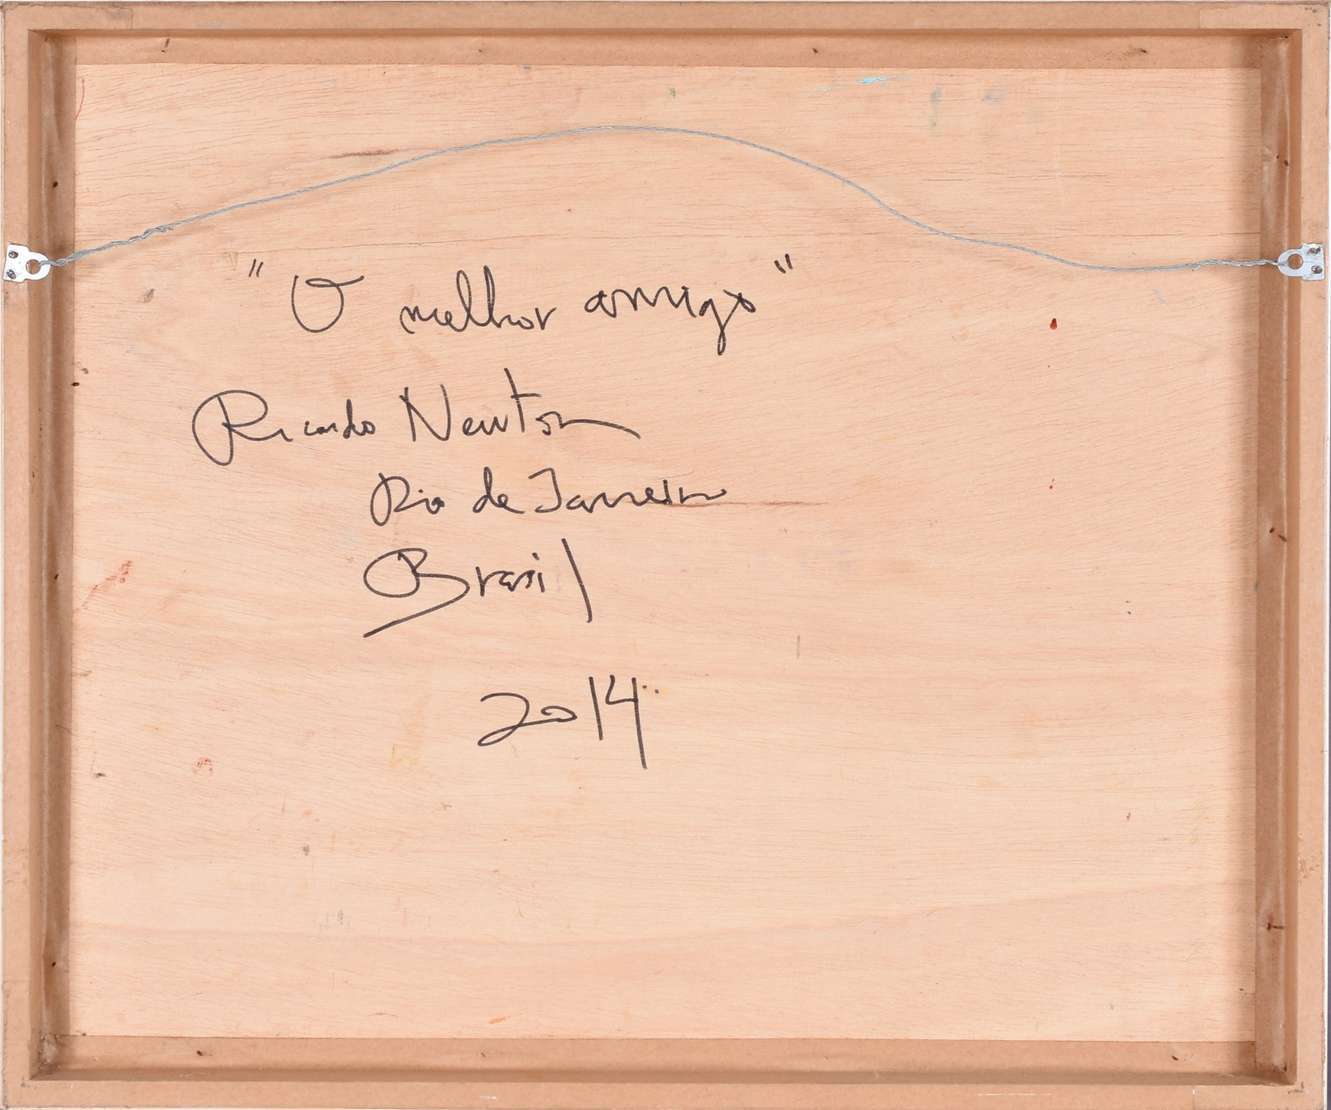 "O melhor amigo"
Ricardo Newton
Rio de Janeiro
Brasil
2014